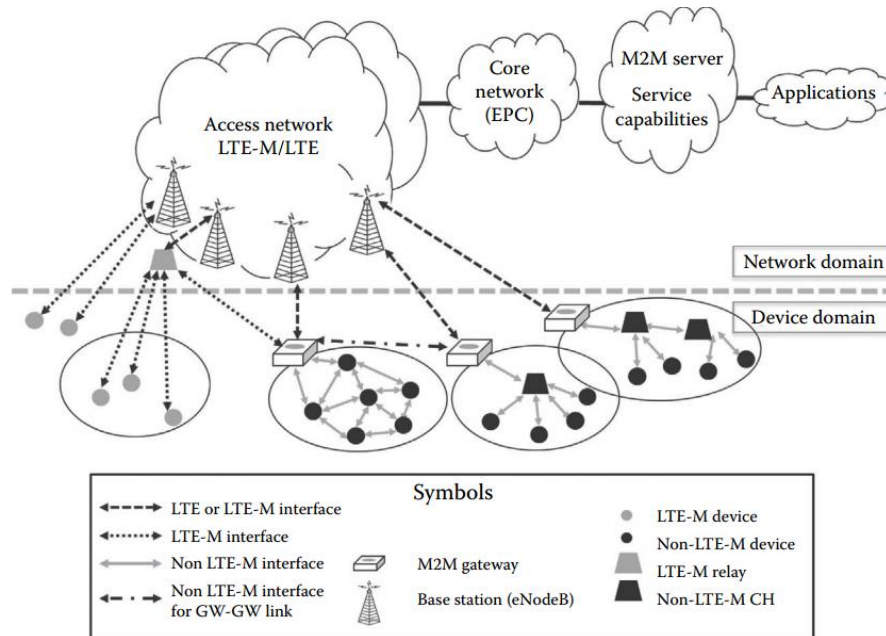 Access network
LTE-M/LTE
Core
network
(EPC)
M2M server
Service
capabilities
Applications
Network domain
Device domain
Symbols
LTE or LTE-M interface
LTE-M interface
Non LTE-M interface
Non LTE-M interface
for GW-GW link
M2M gateway
Base station (eNodeB)
LTE-M device
Non-LTE-M device
LTE-M relay
Non-LTE-M CH